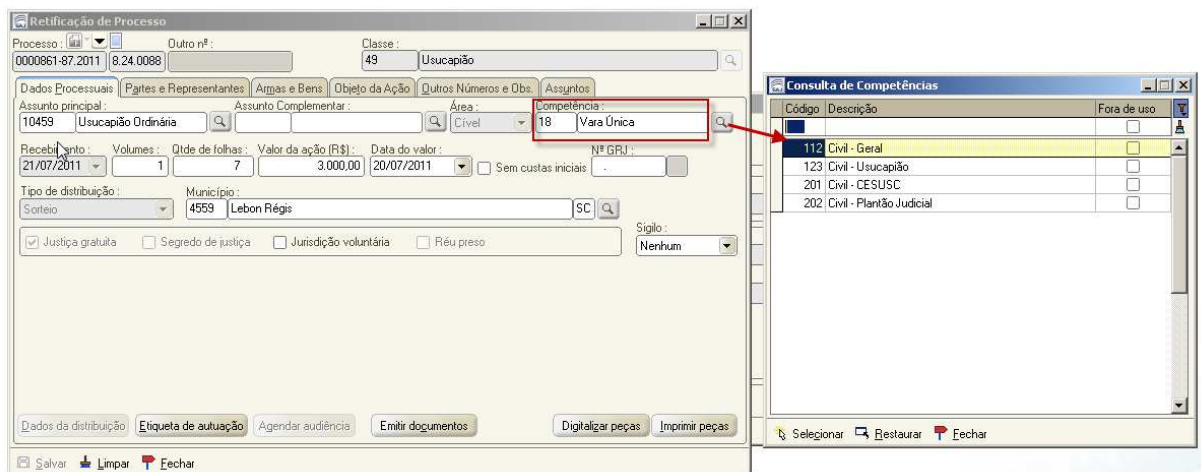 Retificação de Processo
Processo : Outro nº : Classe :
0000861-87.2011 8.24.0088 49 Usucapião
Dados Processuais Partes e Representantes Armas e Bens Objeto da Ação Outros Números e Obs. Assuntos
Assunto principal : Assunto Complementar : Área : Competência :
10459 Usucapião Ordinária Cível 18 Vara Única
Recebimento : Volumes : Qtde de folhas : Valor da ação (R$) : Data do valor : Nº GRJ :
21/07/2011 1 7 3.000,00 20/07/2011 Sem custas iniciais .
Tipo de distribuição : Município :
Sorteio 4559 Lebon Régis SC
Sigilo :
Justiça gratuita Segredo de justiça Jurisdição voluntária Réu preso Nenhum
Dados da distribuição Etiqueta de autuação Agendar audiência Emitir documentos Digitalizar peças Imprimir peças
Salvar Limpar Fechar
Consulta de Competências
Código Descrição Fora de uso
112 Civil - Geral
123 Civil - Usucapião
201 Civil - CESUSC
202 Civil - Plantão Judicial
Selecionar Restaurar Fechar